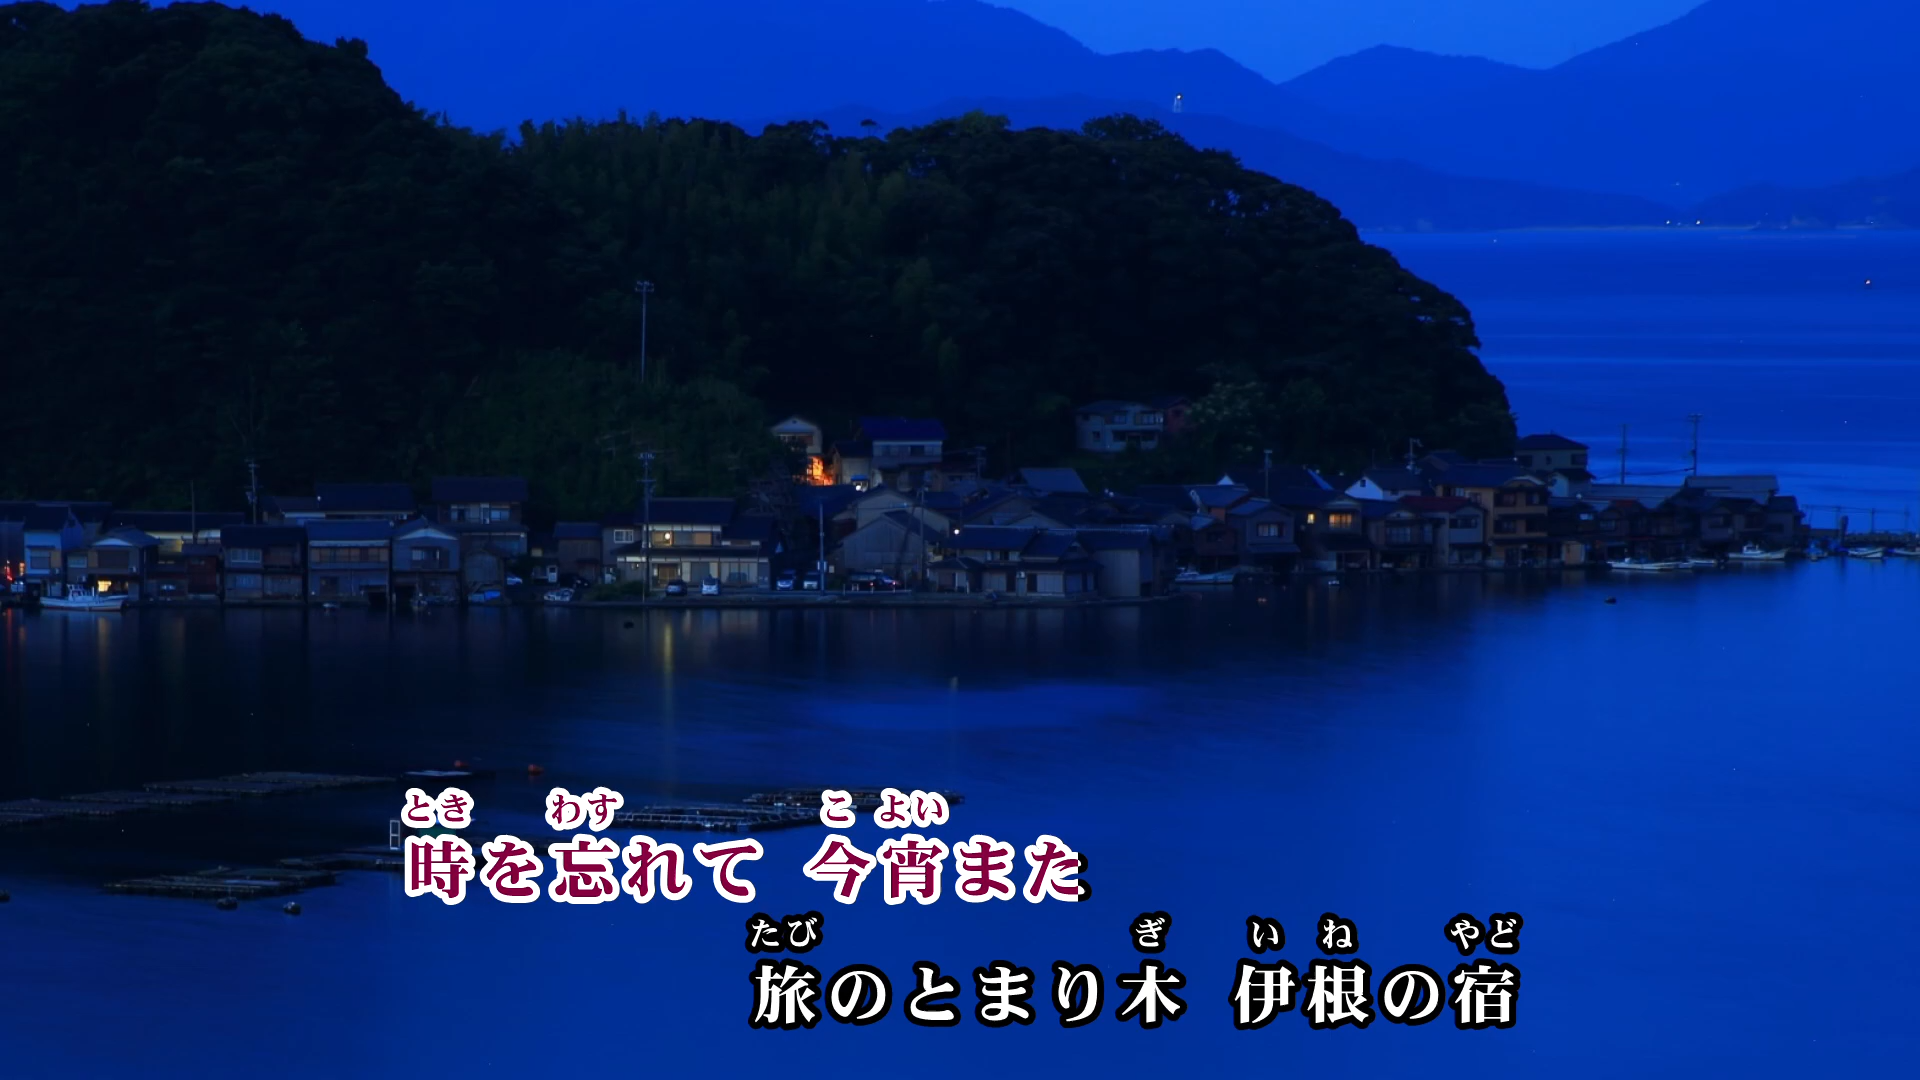 とき わす こ よい
時を忘れて 今宵また
たび ぎ い ね やど
旅のとまり木 伊根の宿